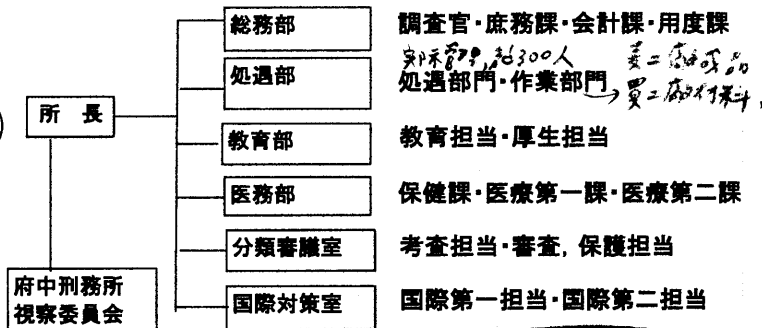 総務部 調査官・庶務課・会計課・用度課
処遇部 処遇部門・作業部門
所 長
教育部 教育担当・厚生担当
医務部 保健課・医療第一課・医療第二課
分類審議室 考査担当・審査，保護担当
府中刑務所
視察委員会
国際対策室 国際第一担当・国際第二担当